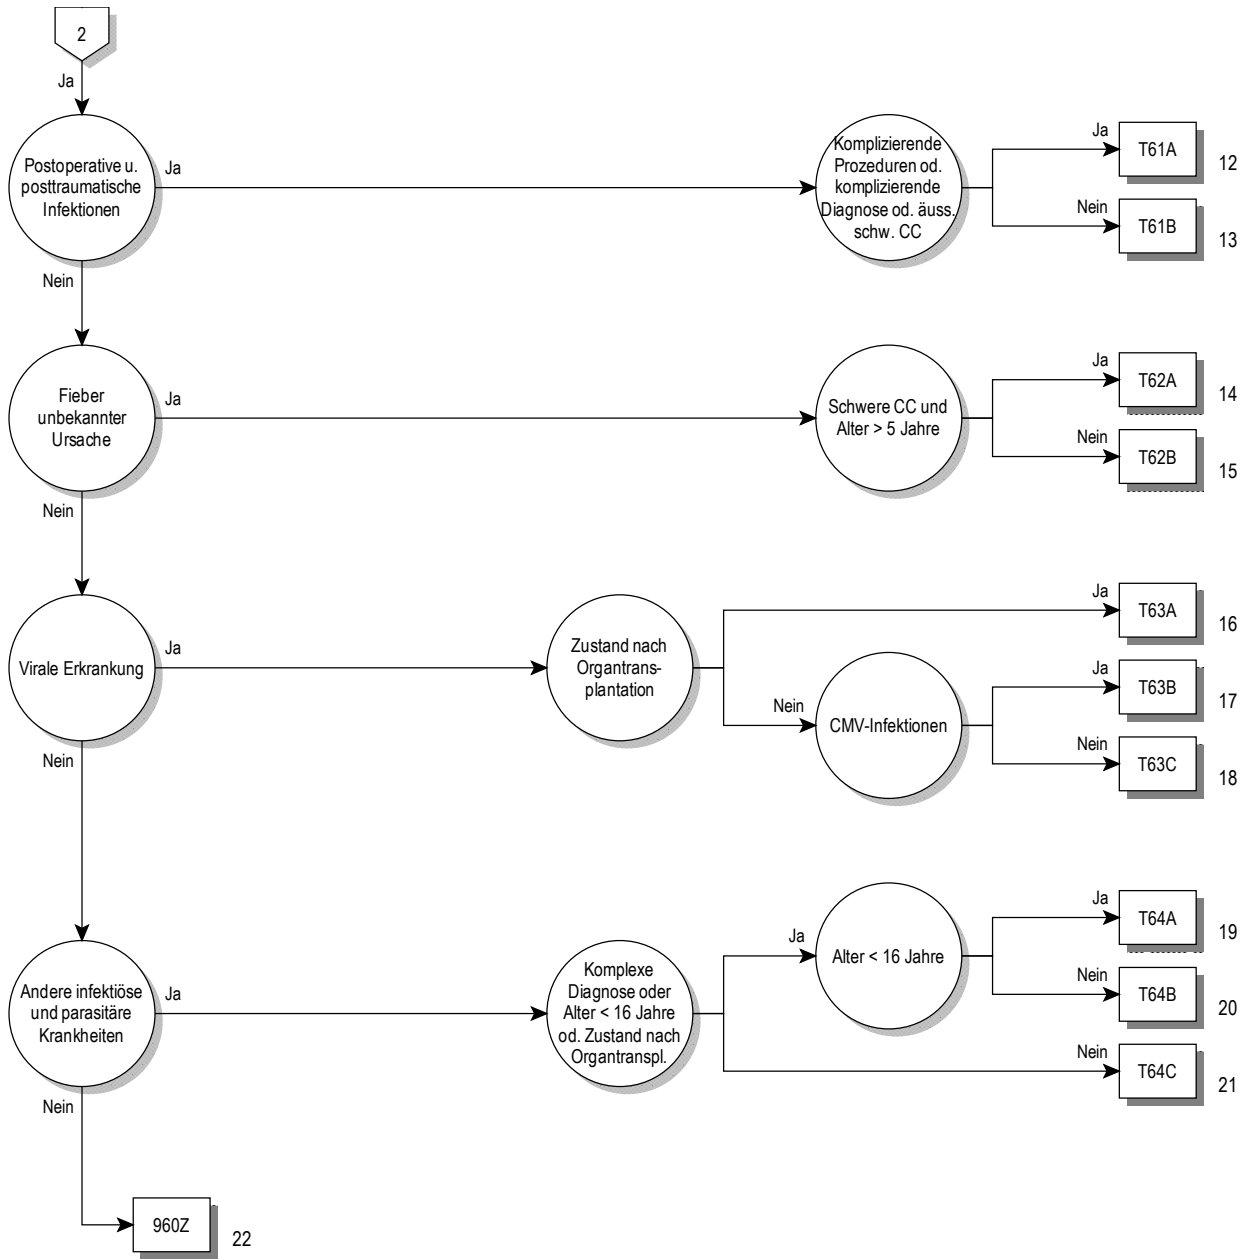 2
Ja
Postoperative u.
posttraumatische
Infektionen
Ja
Komplizierende
Prozeduren od.
komplizierende
Diagnose od. äuss.
schw. CC
Ja
T61A
12
Nein
T61B
13
Nein
Fieber
unbekannter
Ursache
Ja
Schwere CC und
Alter > 5 Jahre
Ja
T62A
14
Nein
T62B
15
Nein
Virale Erkrankung
Ja
Zustand nach
Organtrans-
plantation
Ja
T63A
16
Nein
CMV-Infektionen
Ja
T63B
17
Nein
T63C
18
Nein
Andere infektiöse
und parasitäre
Krankheiten
Ja
Komplexe
Diagnose oder
Alter < 16 Jahre
od. Zustand nach
Organtranspl.
Ja
Alter < 16 Jahre
Ja
T64A
19
Nein
T64B
20
Nein
T64C
21
Nein
960Z
22